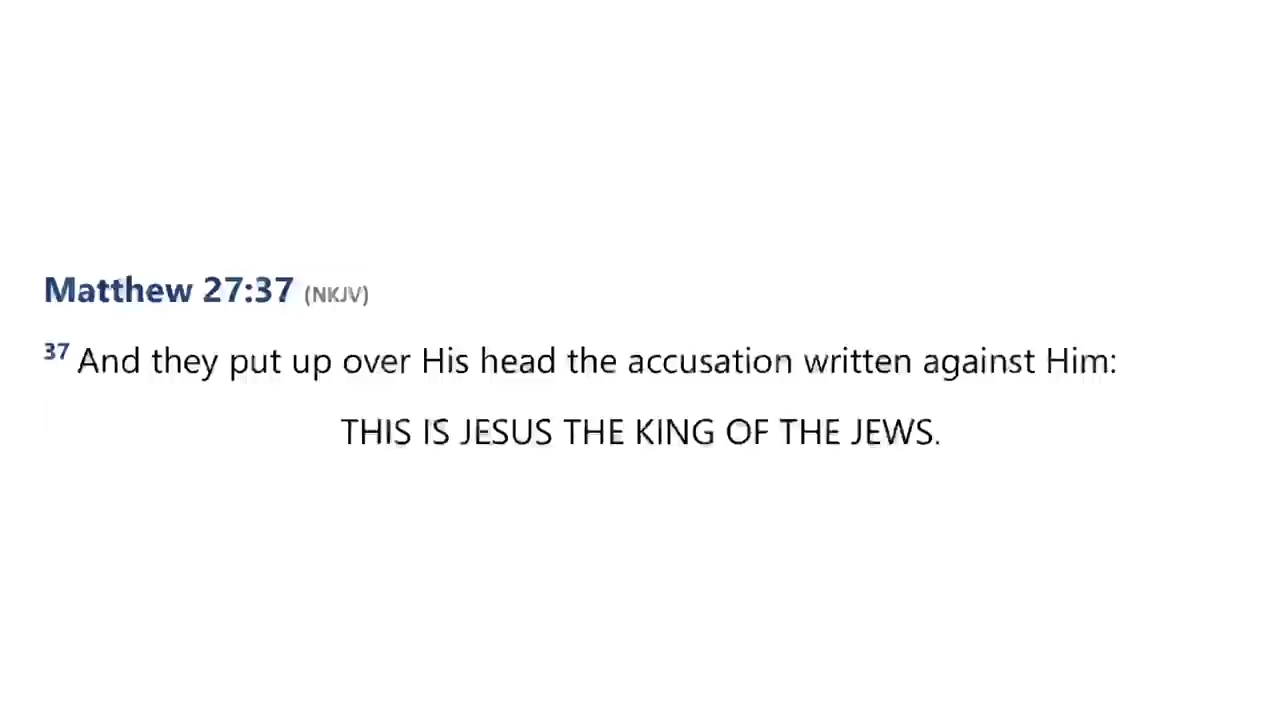 Matthew 27:37 (NKJV)
37 And they put up over His head the accusation written against Him:
THIS IS JESUS THE KING OF THE JEWS.